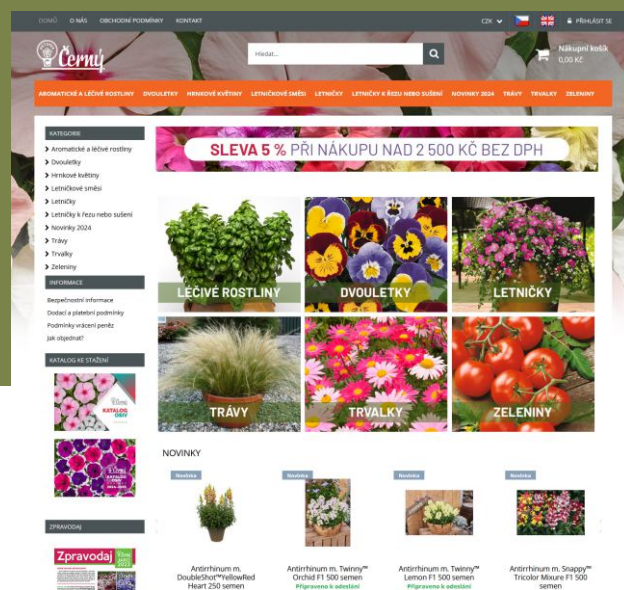 DOMŮ O NÁS OBCHODNÍ PODMÍNKY KONTAKT CZK PŘIHLÁSIT SE
Černý
Hledat...
Nákupní košík
0,00 Kč
AROMATICKÉ A LÉČIVÉ ROSTLINY DVOULETKY HRNKOVÉ KVĚTINY LETNIČKOVÉ SMĚSI LETNIČKY LETNIČKY K ŘEZU NEBO SUŠENÍ NOVINKY 2024 TRÁVY TRVALKY ZELENINY
KATEGORIE
Aromatické a léčivé rostliny
Dvouletky
Hrnkové květiny
Letničkové směsi
Letničky
Letničky k řezu nebo sušení
Novinky 2024
Trávy
Trvalky
Zeleniny
INFORMACE
Bezpečnostní informace
Dodací a platební podmínky
Podmínky vrácení peněz
Jak objednat?
KATALOG KE STAŽENÍ
KATALOG
OSIV
KATALOG
ZPRAVODAJ
Zpravodaj
SLEVA 5 % PŘI NÁKUPU NAD 2 500 KČ BEZ DPH
LÉČIVÉ ROSTLINY
DVOULETKY
LETNIČKY
TRÁVY
TRVALKY
ZELENINY
NOVINKY
Novinka
Antirrhinum m.
DoubleShot™YellowRed
Heart 250 semen
Novinka
Antirrhinum m. Twinny™
Orchid F1 500 semen
Připraveno k odeslání
Novinka
Antirrhinum m. Twinny™
Lemon F1 500 semen
Připraveno k odeslání
Novinka
Antirrhinum m. Snappy™
Tricolor Mixure F1 500
semen